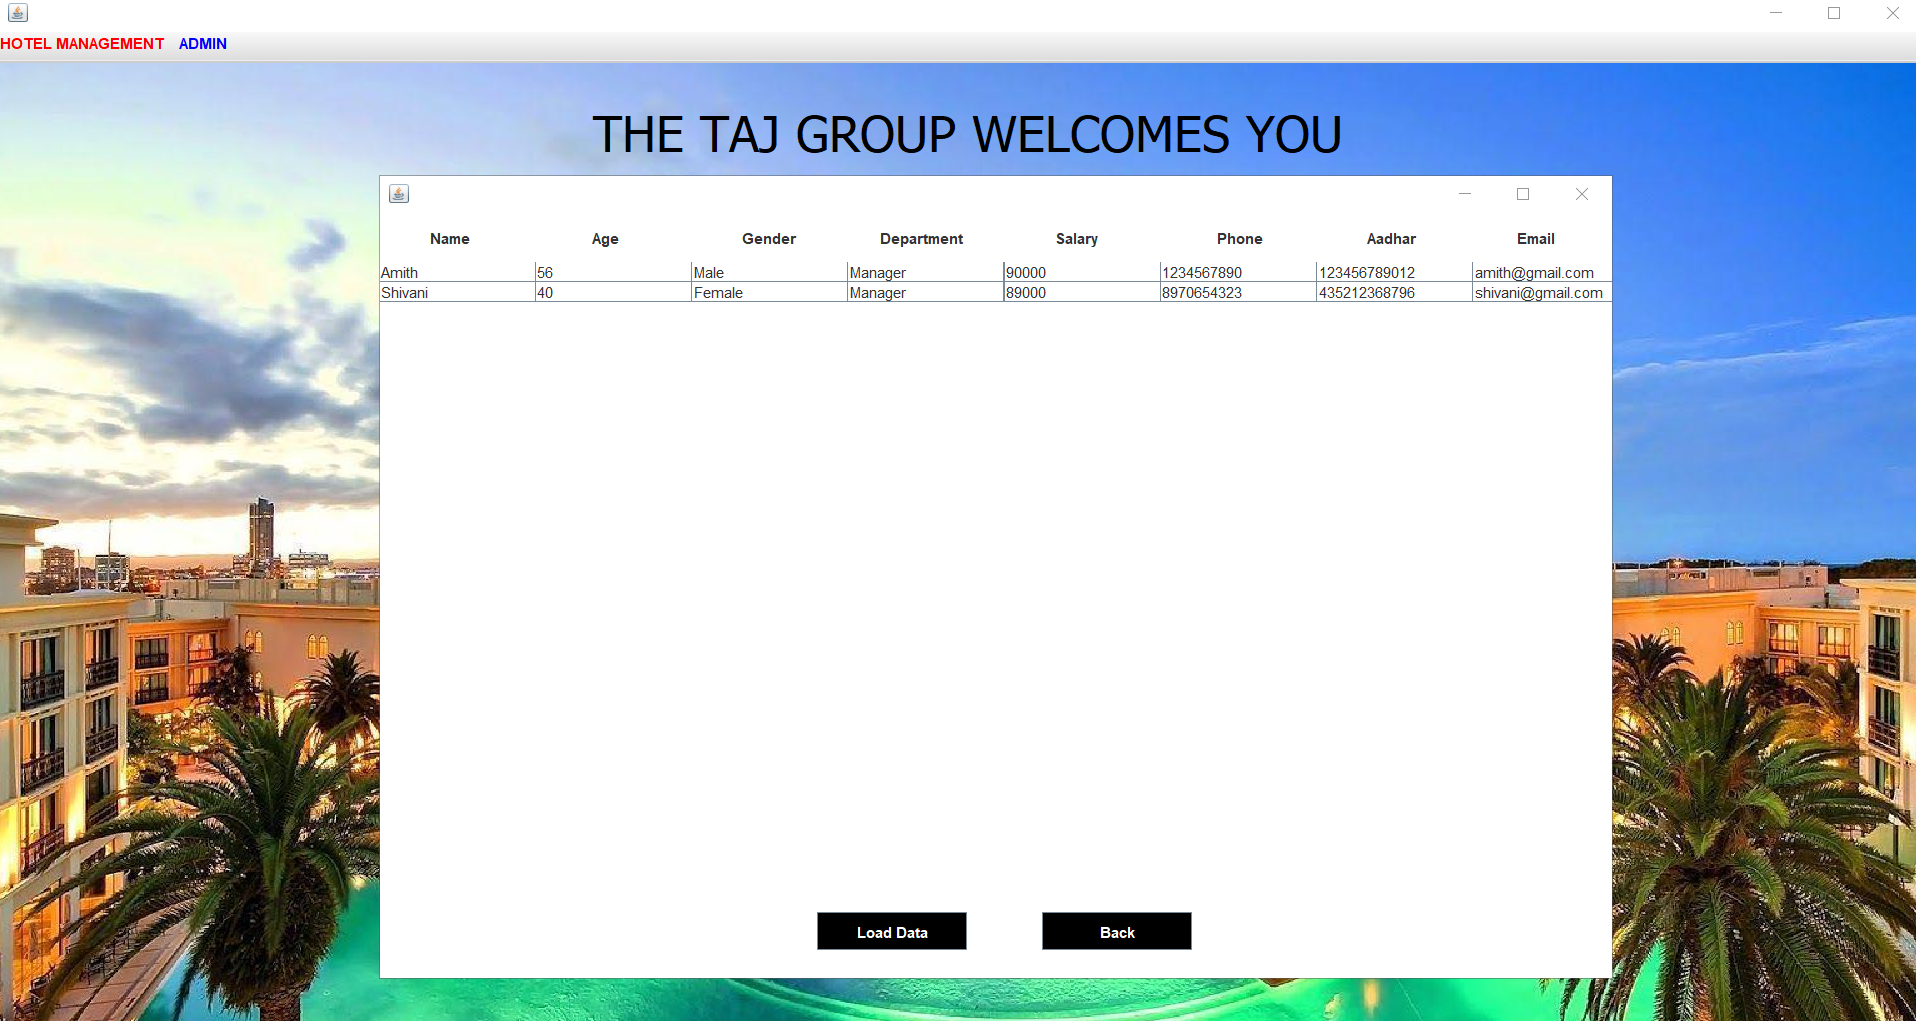 HOTEL MANAGEMENT ADMIN
THE TAJ GROUP WELCOMES YOU
Name Age Gender Department Salary Phone Aadhar Email
Amith 56 Male Manager 90000 1234567890 123456789012 amith@gmail.com
Shivani 40 Female Manager 89000 8970654323 435212368796 shivani@gmail.com
Load Data Back